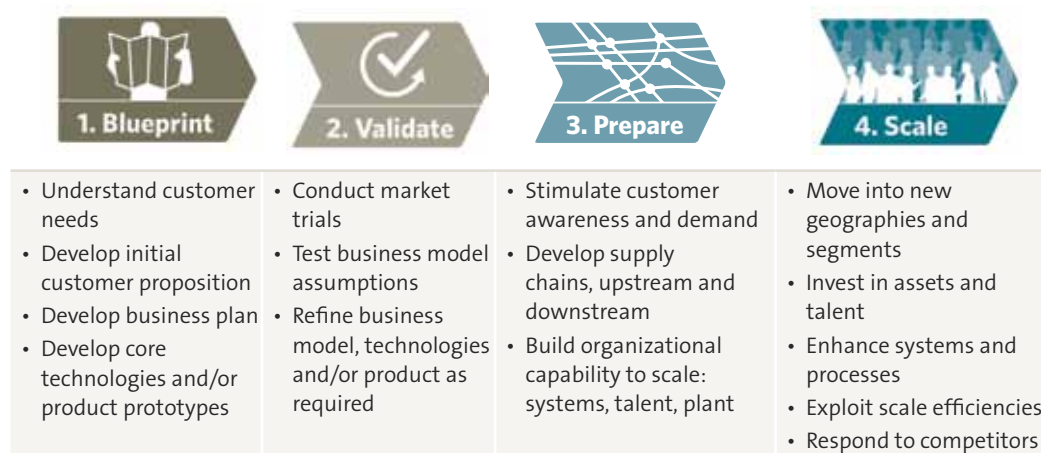 1. Blueprint
2. Validate
3. Prepare
4. Scale
• Understand customer
needs
• Develop initial
customer proposition
• Develop business plan
• Develop core
technologies and/or
product prototypes
• Conduct market
trials
• Test business model
assumptions
• Refine business
model, technologies
and/or product as
required
• Stimulate customer
awareness and demand
• Develop supply
chains, upstream and
downstream
• Build organizational
capability to scale:
systems, talent, plant
• Move into new
geographies and
segments
• Invest in assets and
talent
• Enhance systems and
processes
• Exploit scale efficiencies
• Respond to competitors